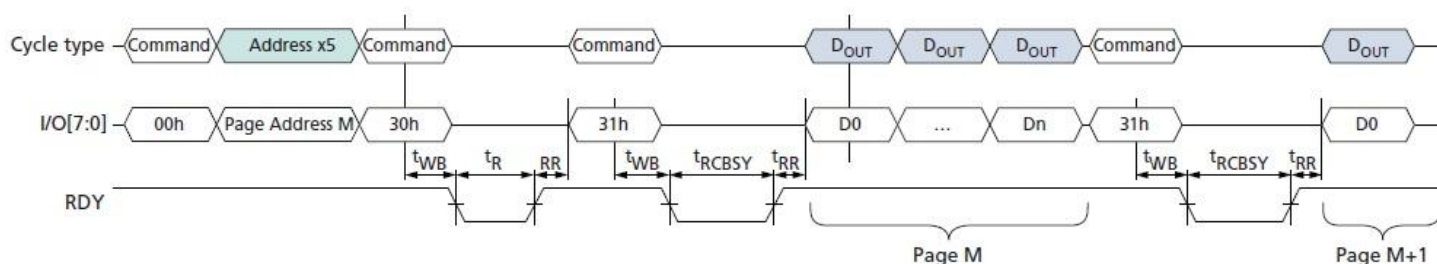 Cycle type Command Address x5 Command Command DOUT DOUT DOUT Command DOUT
I/O[7:0] 00h Page Address M 30h 31h D0 ... Dn 31h D0
tWB tR RR tWB tRCBSY tRR tWB tRCBSY tRR
RDY
Page M Page M+1